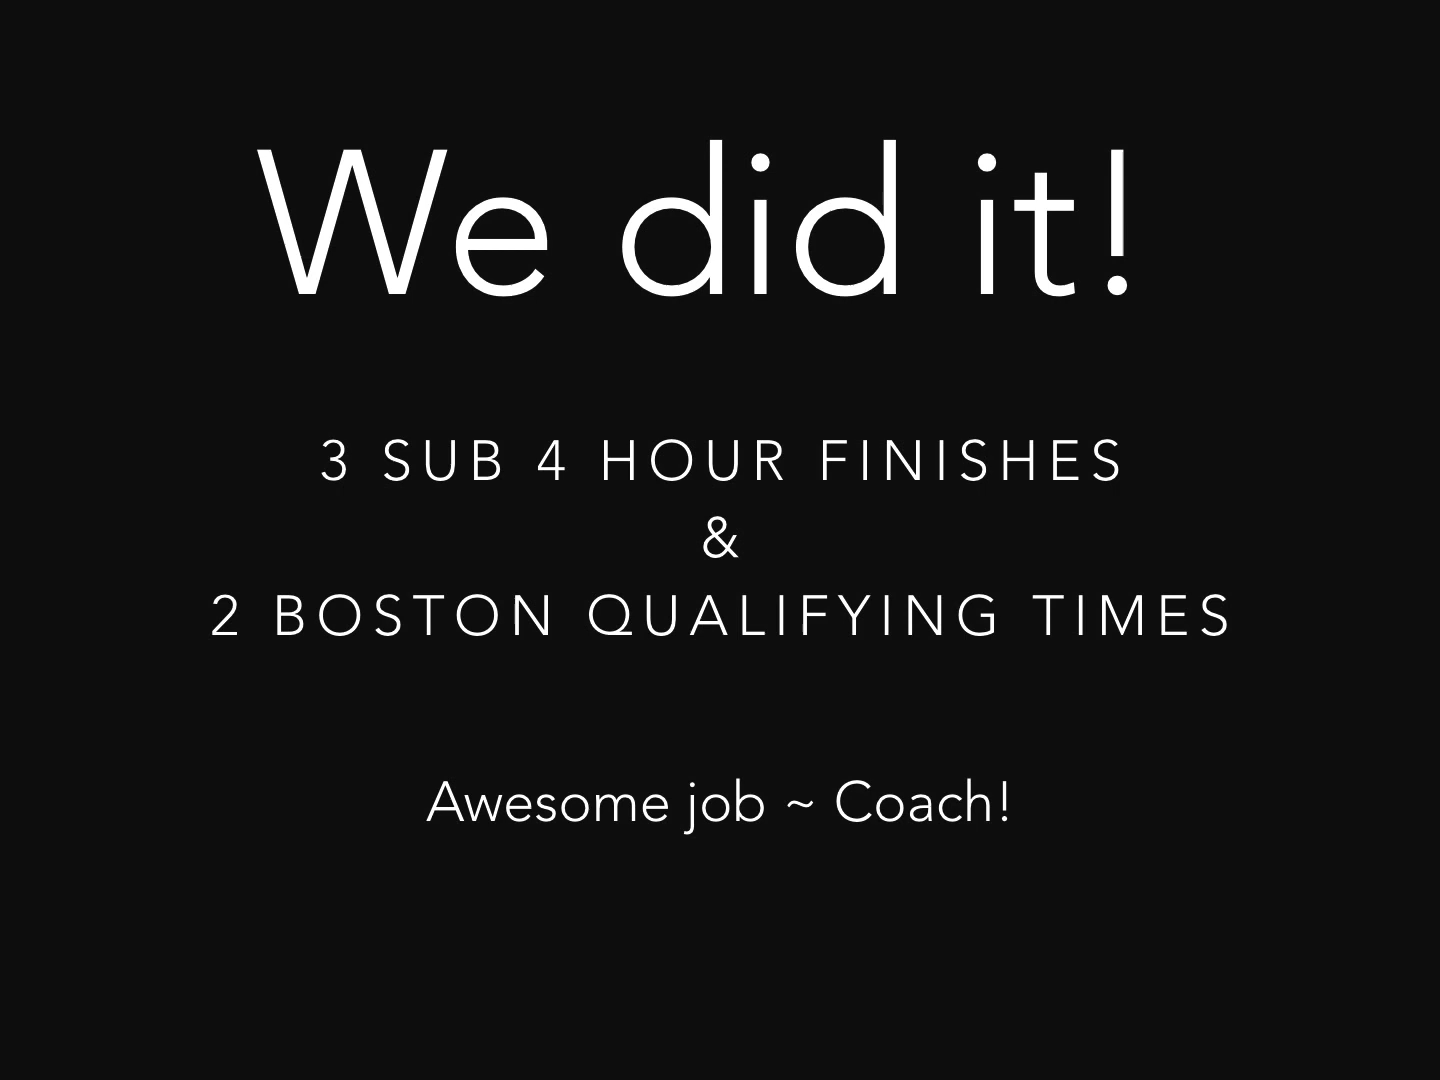 We did it!
3 SUB 4 HOUR FINISHES
&
2 BOSTON QUALIFYING TIMES
Awesome job ~ Coach!